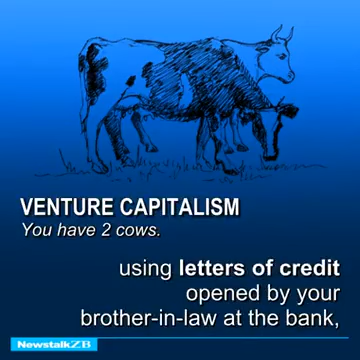 VENTURE CAPITALISM
You have 2 cows.
using letters of credit
opened by your
brother-in-law at the bank,
NewstalkZB